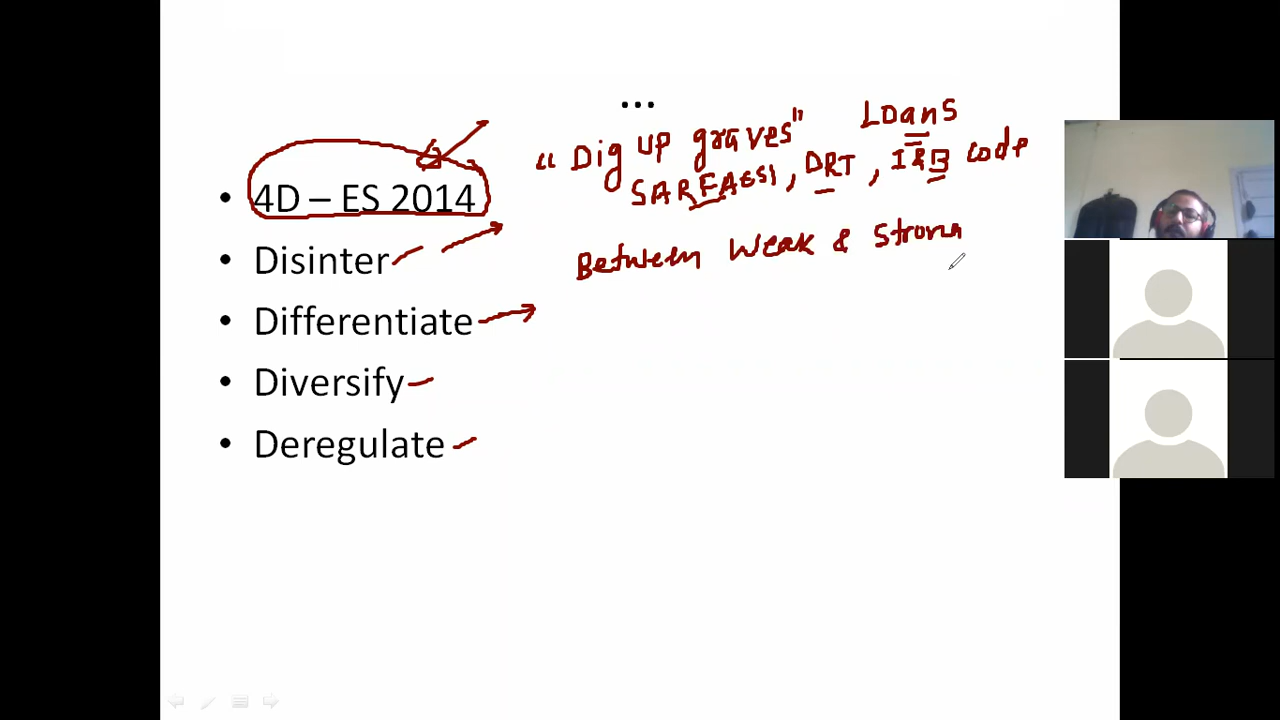 ...
"Dig up graves" Loans
• 4D – ES 2014
SARFAESI, DRT, I&B code
• Disinter
Between Weak & Strong
• Differentiate
• Diversify
• Deregulate